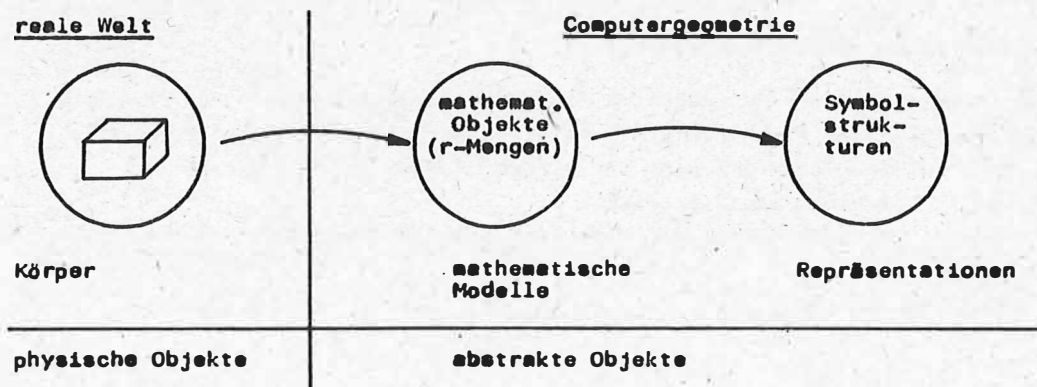 reale Welt
Computergeometrie
mathemat.
Objekte
(r-Mengen)
Symbol-
struk-
turen
Körper
mathematische
Modelle
Repräsentationen
physische Objekte
abstrakte Objekte